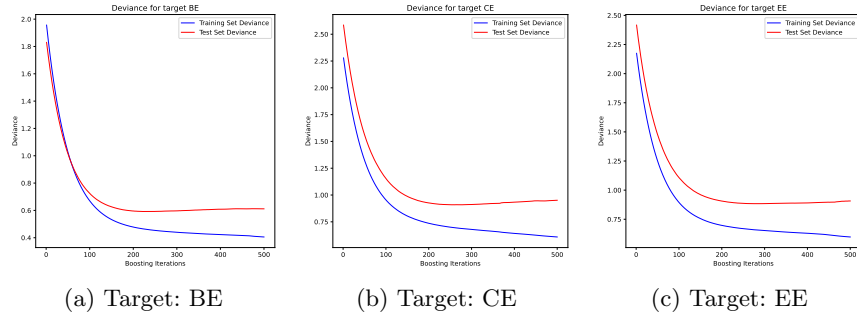 Deviance for target BE
Training Set Deviance
Test Set Deviance
2.0
1.8
1.6
1.4
1.2
1.0
0.8
0.6
0.4
Deviance
0 100 200 300 400 500
Boosting Iterations
(a) Target: BE
Deviance for target CE
Training Set Deviance
Test Set Deviance
2.50
2.25
2.00
1.75
1.50
1.25
1.00
0.75
Deviance
0 100 200 300 400 500
Boosting Iterations
(b) Target: CE
Deviance for target EE
Training Set Deviance
Test Set Deviance
2.50
2.25
2.00
1.75
1.50
1.25
1.00
0.75
Deviance
0 100 200 300 400 500
Boosting Iterations
(c) Target: EE